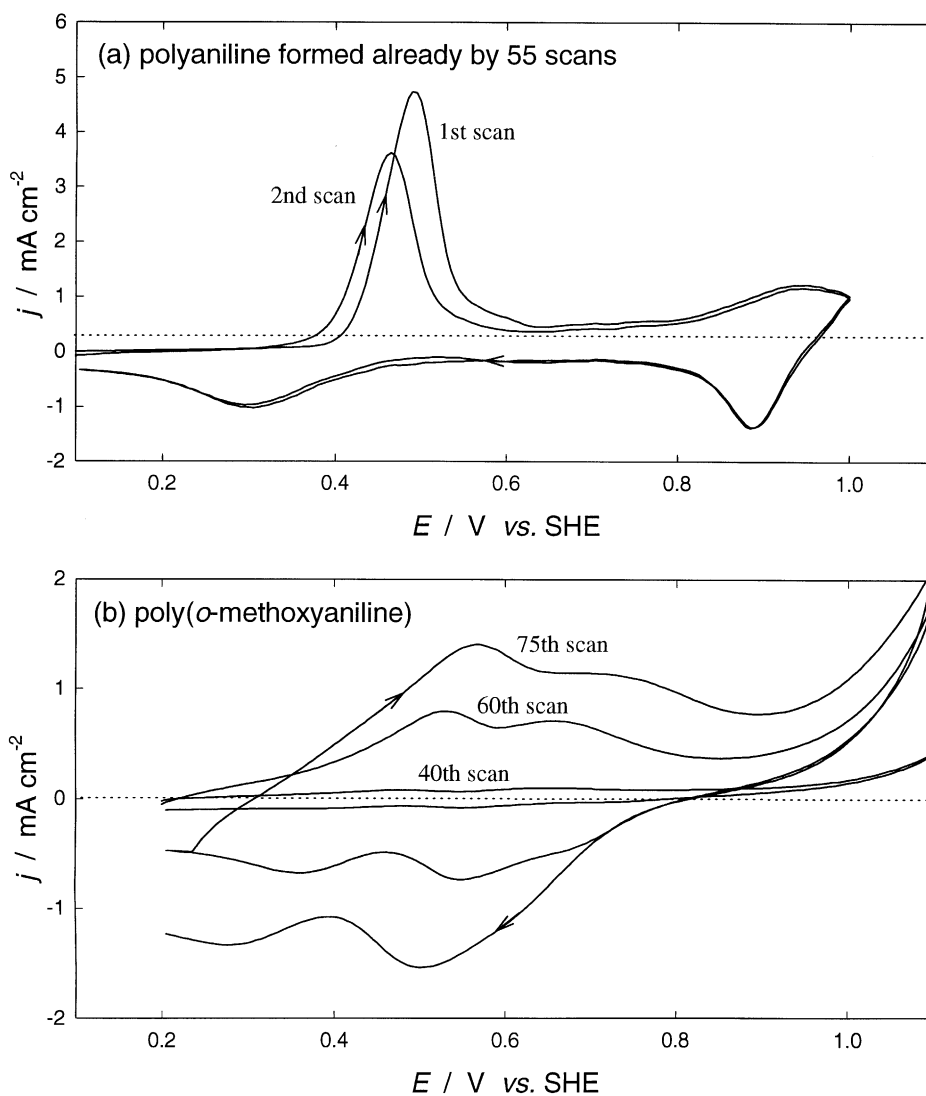 (a) polyaniline formed already by 55 scans
6
5
4
3
2
1
0
-1
-2
j / mA cm-2
1st scan
2nd scan
0.2 0.4 0.6 0.8 1.0
E / V vs. SHE
(b) poly(o-methoxyaniline)
2
1
0
-1
-2
j / mA cm-2
75th scan
60th scan
40th scan
0.2 0.4 0.6 0.8 1.0
E / V vs. SHE